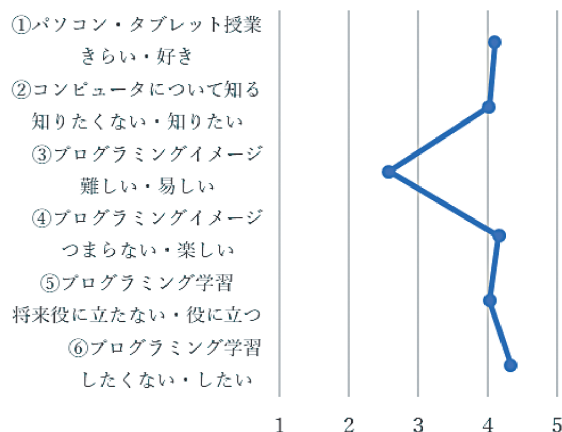 ①パソコン・タブレット授業
きらい・好き
②コンピュータについて知る
知りたくない・知りたい
③プログラミングイメージ
難しい・易しい
④プログラミングイメージ
つまらない・楽しい
⑤プログラミング学習
将来役に立たない・役に立つ
⑥プログラミング学習
したくない・したい
1 2 3 4 5